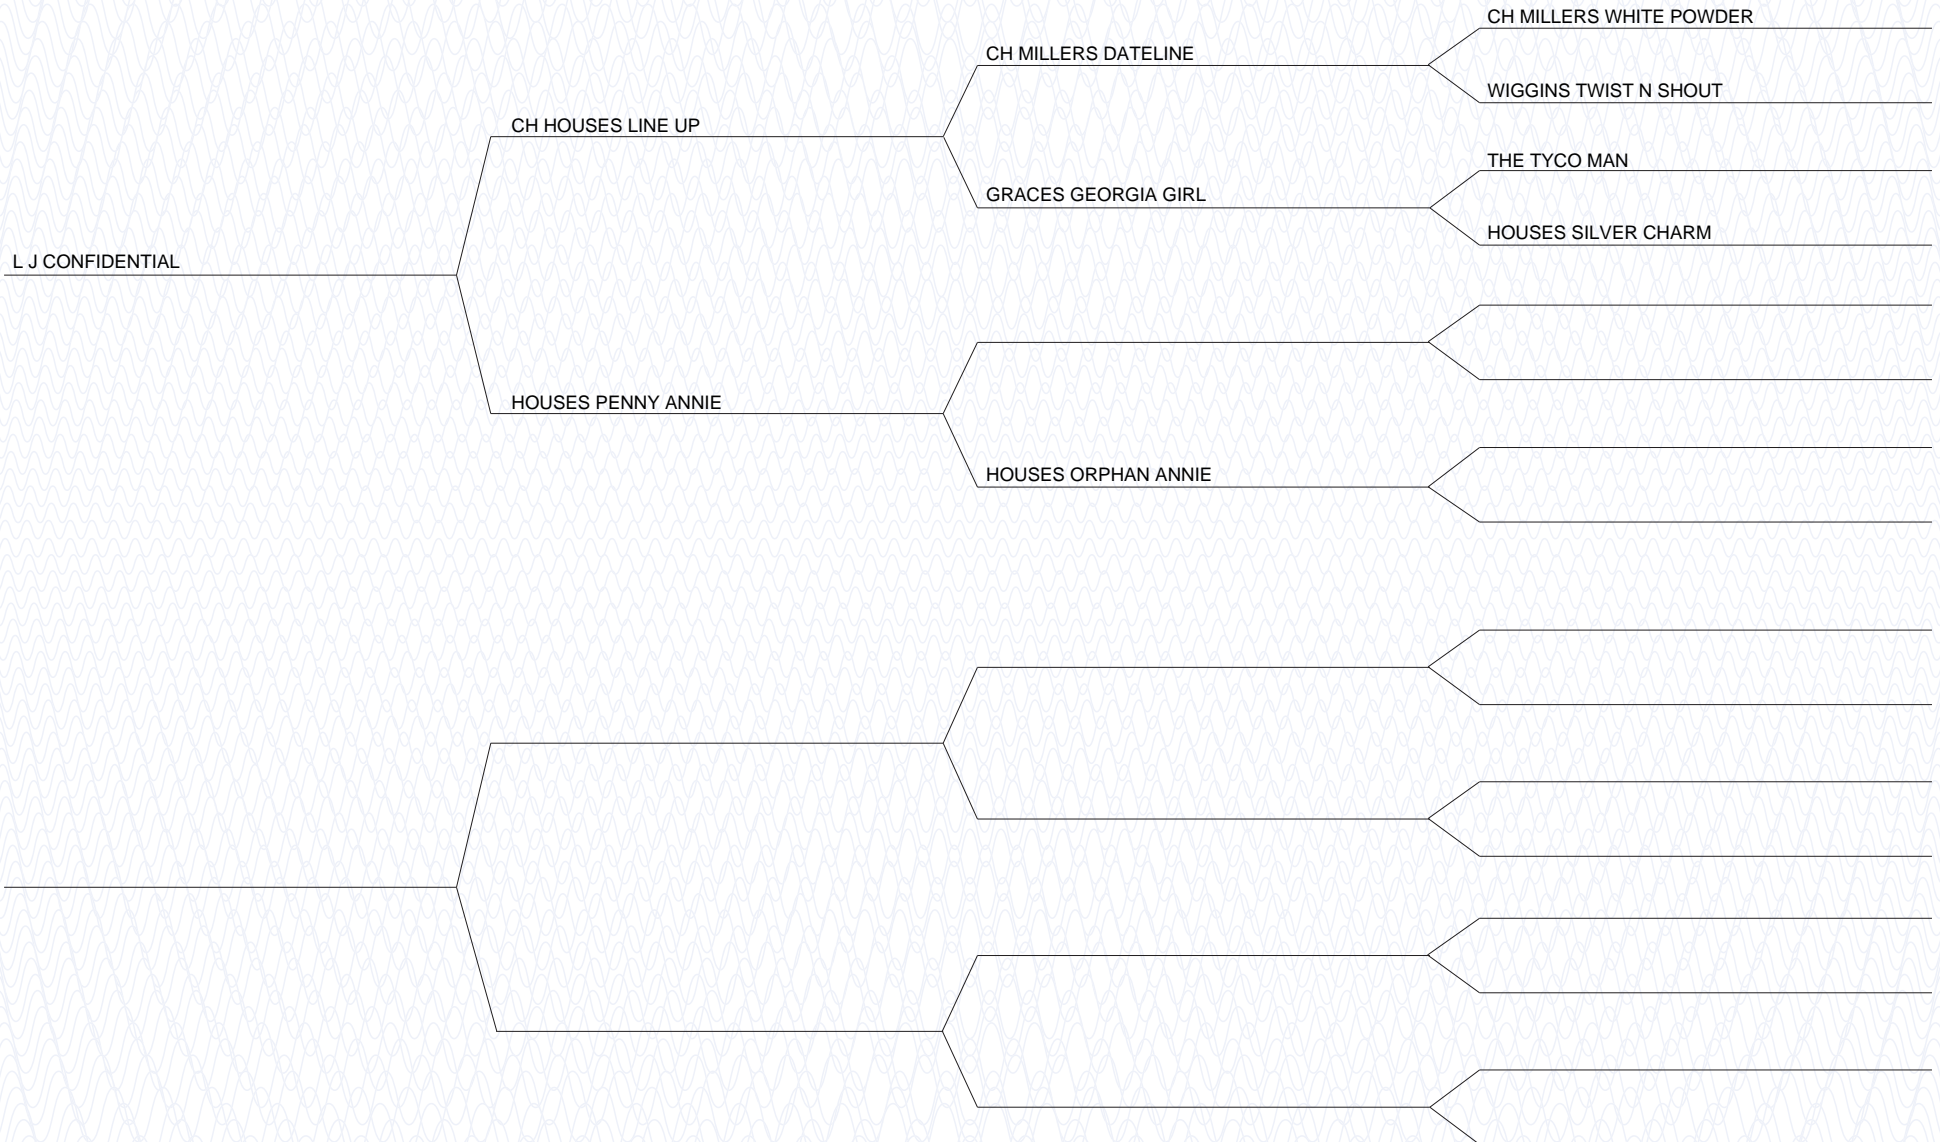 CH MILLERS WHITE POWDER
CH MILLERS DATELINE
WIGGINS TWIST N SHOUT
CH HOUSES LINE UP
THE TYCO MAN
GRACES GEORGIA GIRL
HOUSES SILVER CHARM
L J CONFIDENTIAL
HOUSES PENNY ANNIE
HOUSES ORPHAN ANNIE